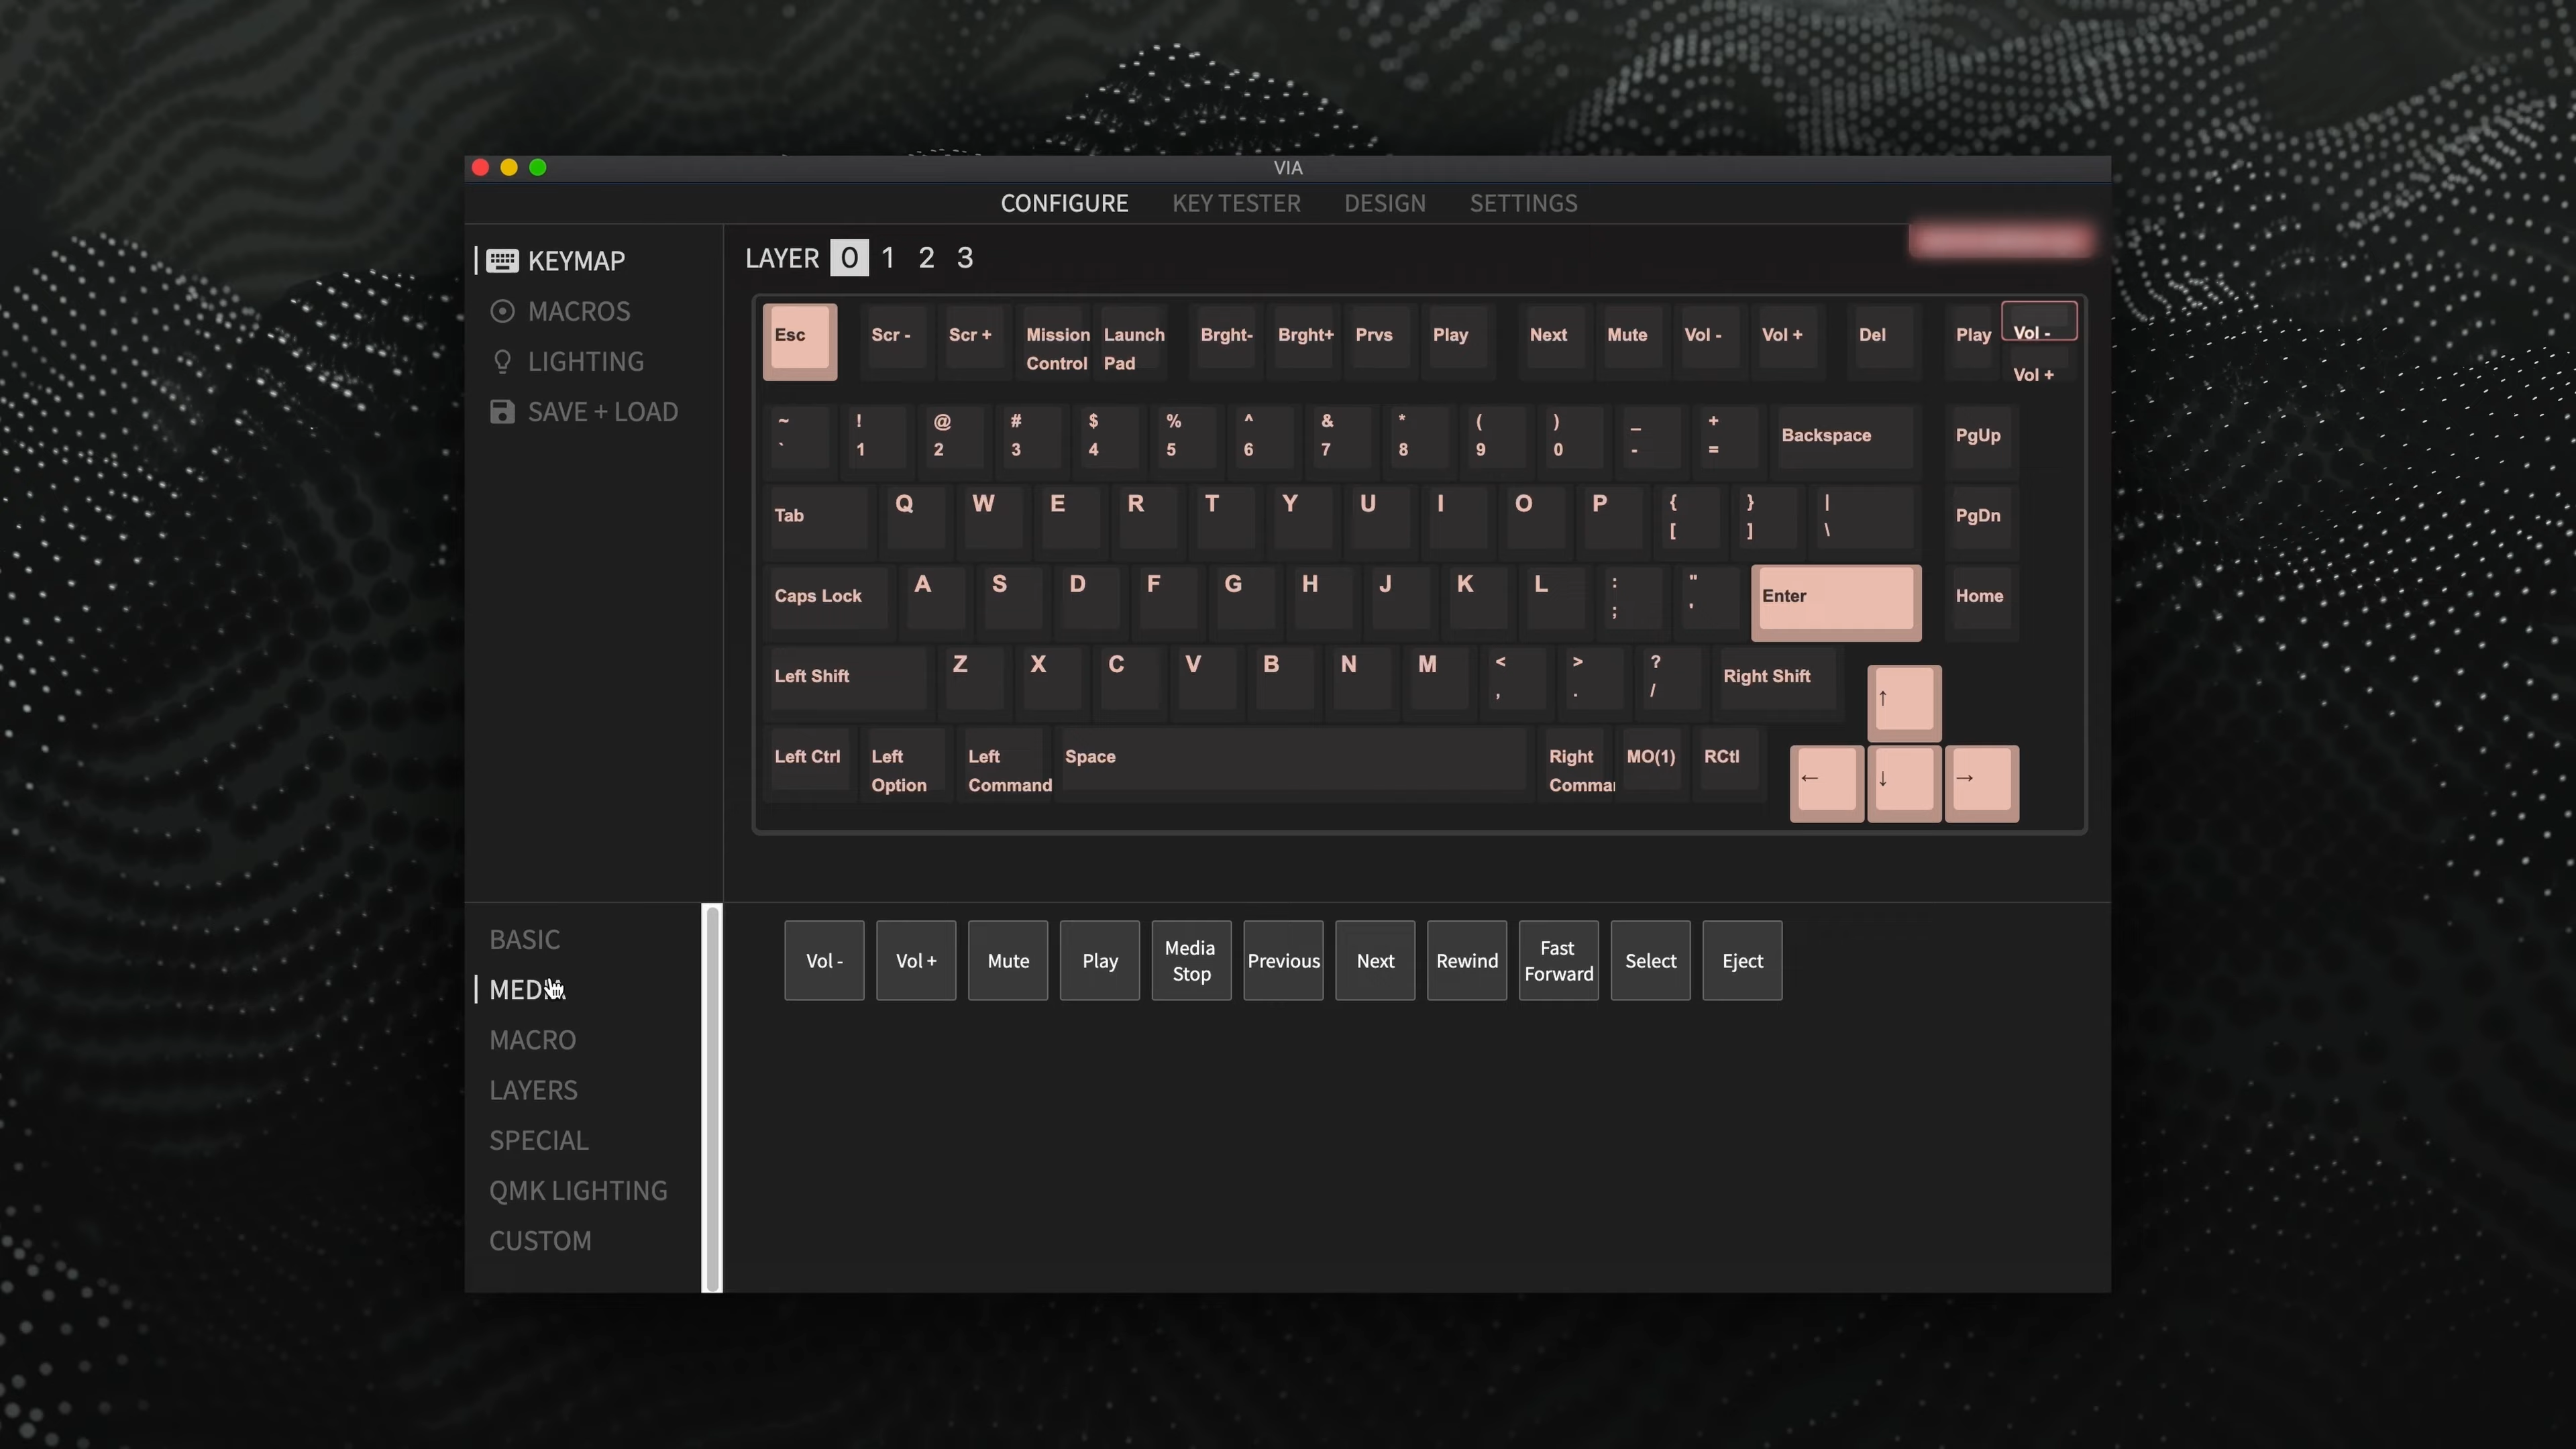 VIA
CONFIGURE KEY TESTER DESIGN SETTINGS
KEYMAP
MACROS
LIGHTING
SAVE + LOAD
LAYER 0 1 2 3
Esc Scr - Scr + Mission Control Launch Pad Brght- Brght+ Prvs Play Next Mute Vol - Vol + Del Play Vol -
Vol +
~ ! @ # $ % ^ & * ( ) _ + Backspace PgUp
` 1 2 3 4 5 6 7 8 9 0 - =
Tab Q W E R T Y U I O P { } | PgDn
[ ] \
Caps Lock A S D F G H J K L : " Enter Home
; '
Left Shift Z X C V B N M < > ? Right Shift ↑
, . /
Left Ctrl Left Option Left Command Space Right Comma MO(1) RCtl ← ↓ →
BASIC
MEDIA
MACRO
LAYERS
SPECIAL
QMK LIGHTING
CUSTOM
Vol - Vol + Mute Play Media Stop Previous Next Rewind Fast Forward Select Eject